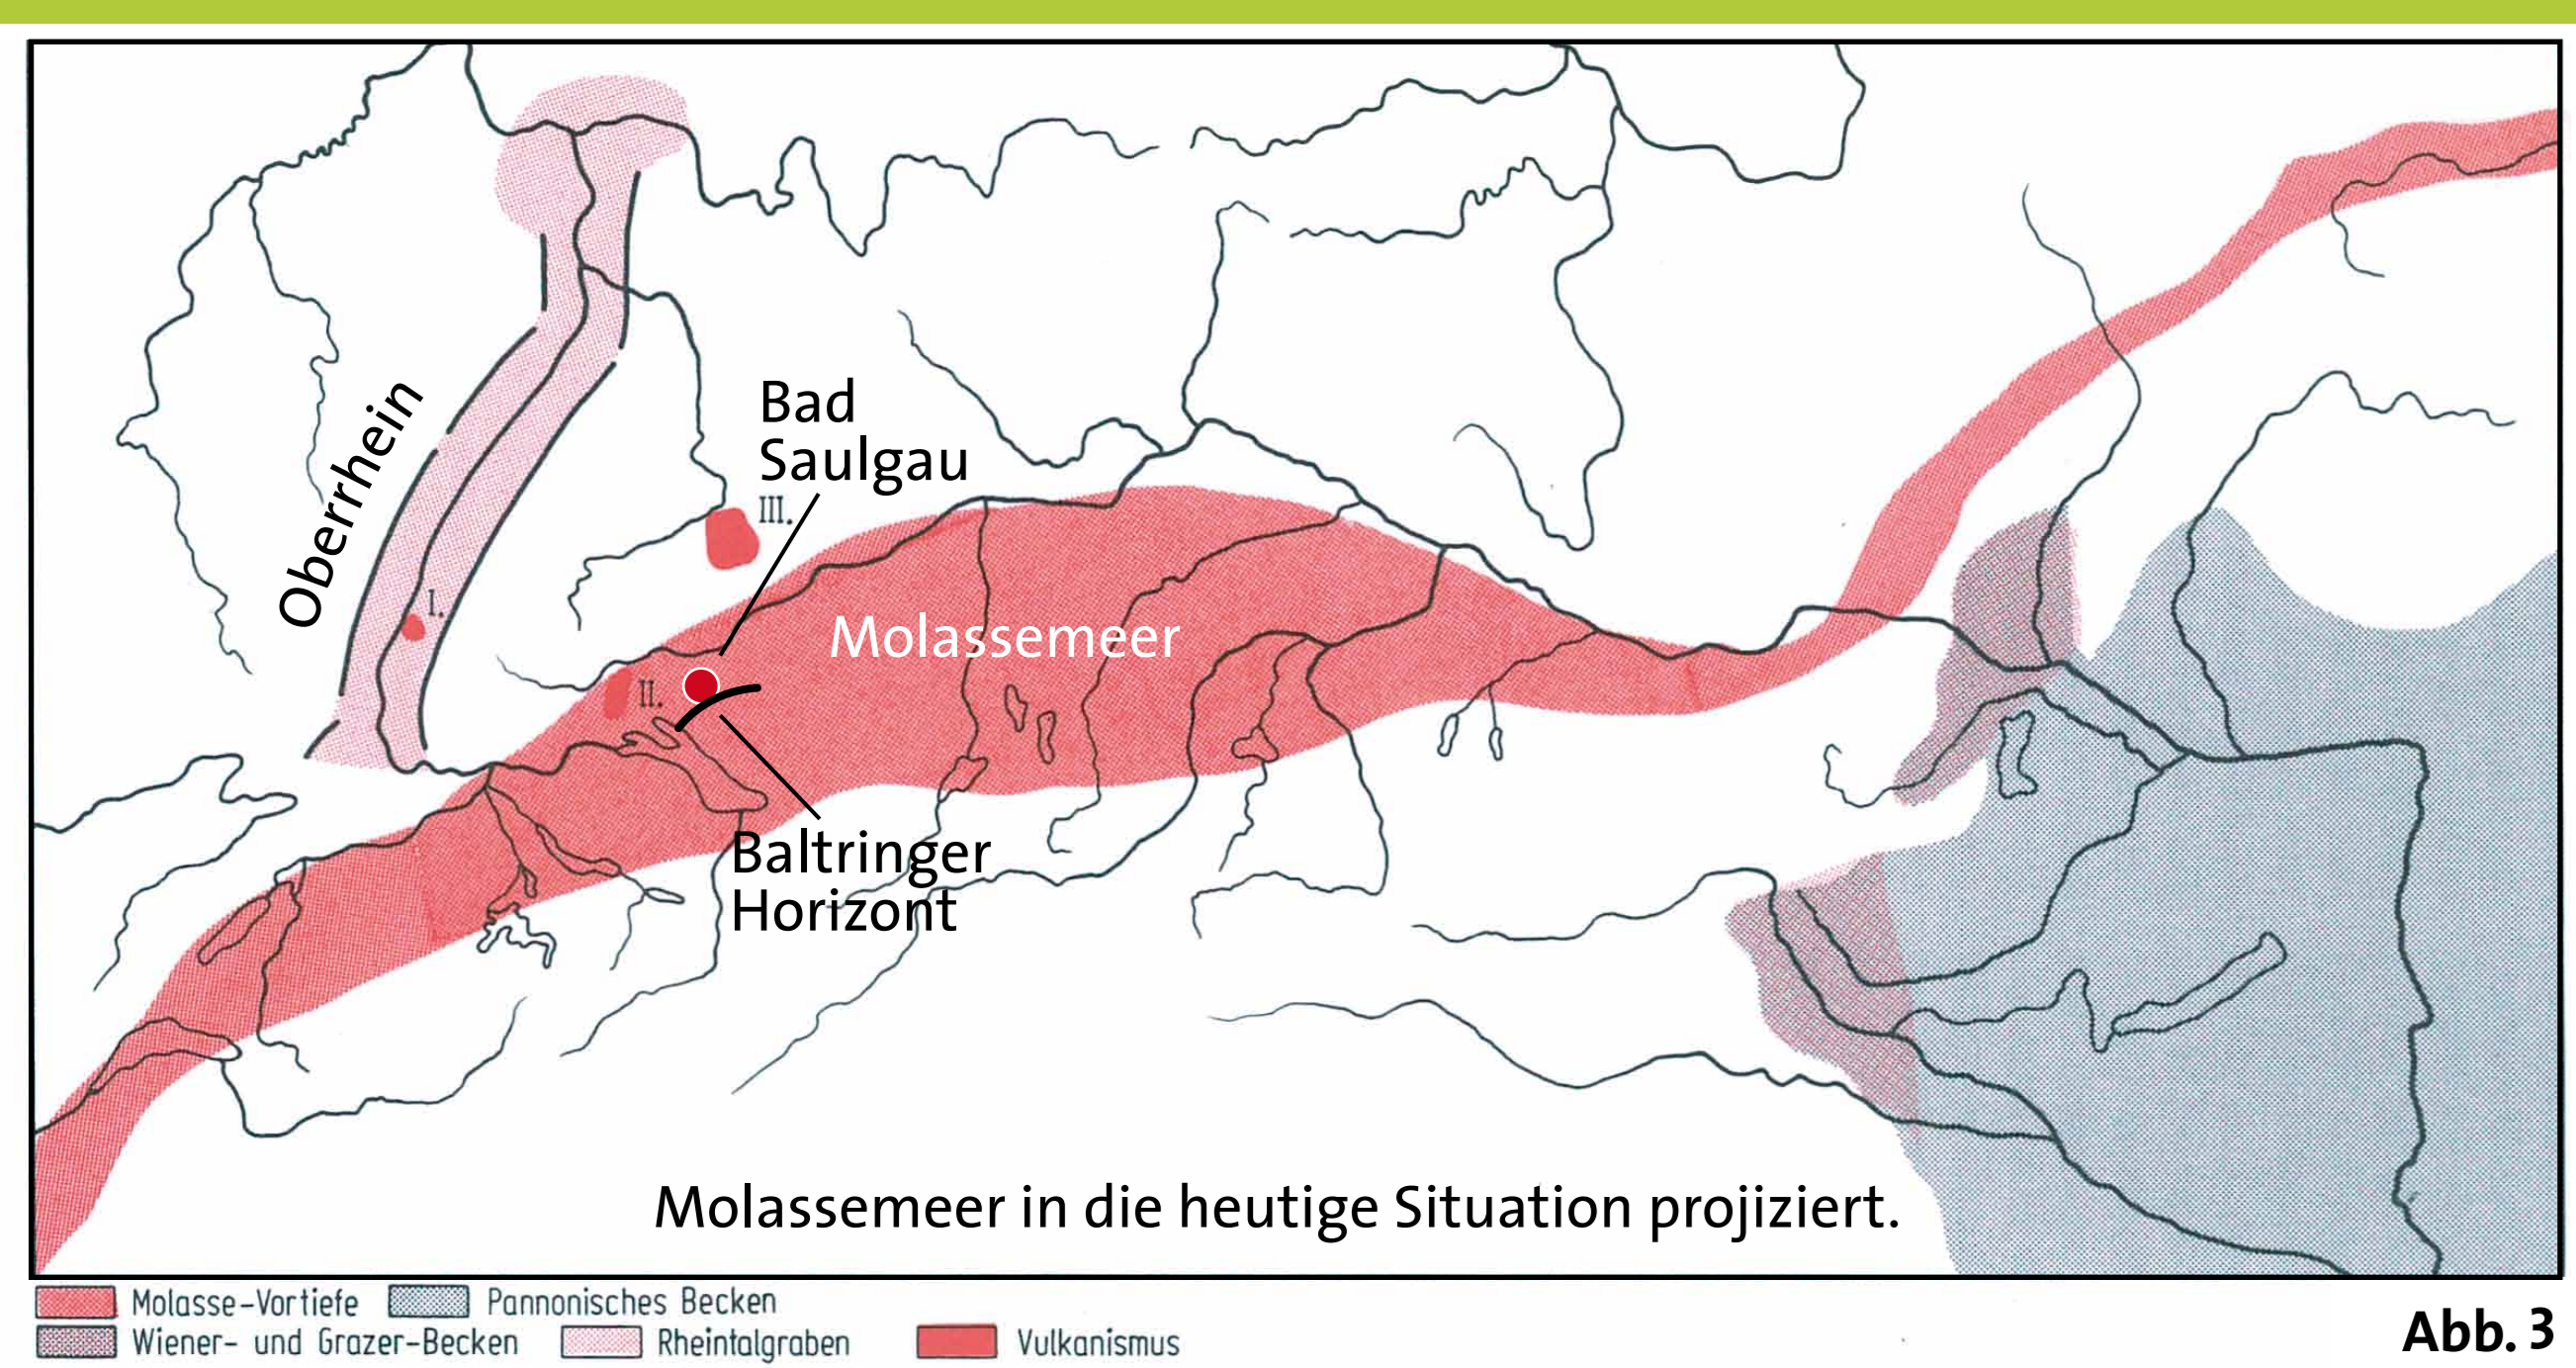 Oberrhein
Bad
Saulgau
III.
I.
Molassemeer
II.
Baltringer
Horizont
Molassemeer in die heutige Situation projiziert.
Molasse-Vortiefe
Pannonisches Becken
Wiener- und Grazer-Becken
Rheintalgraben
Vulkanismus
Abb. 3